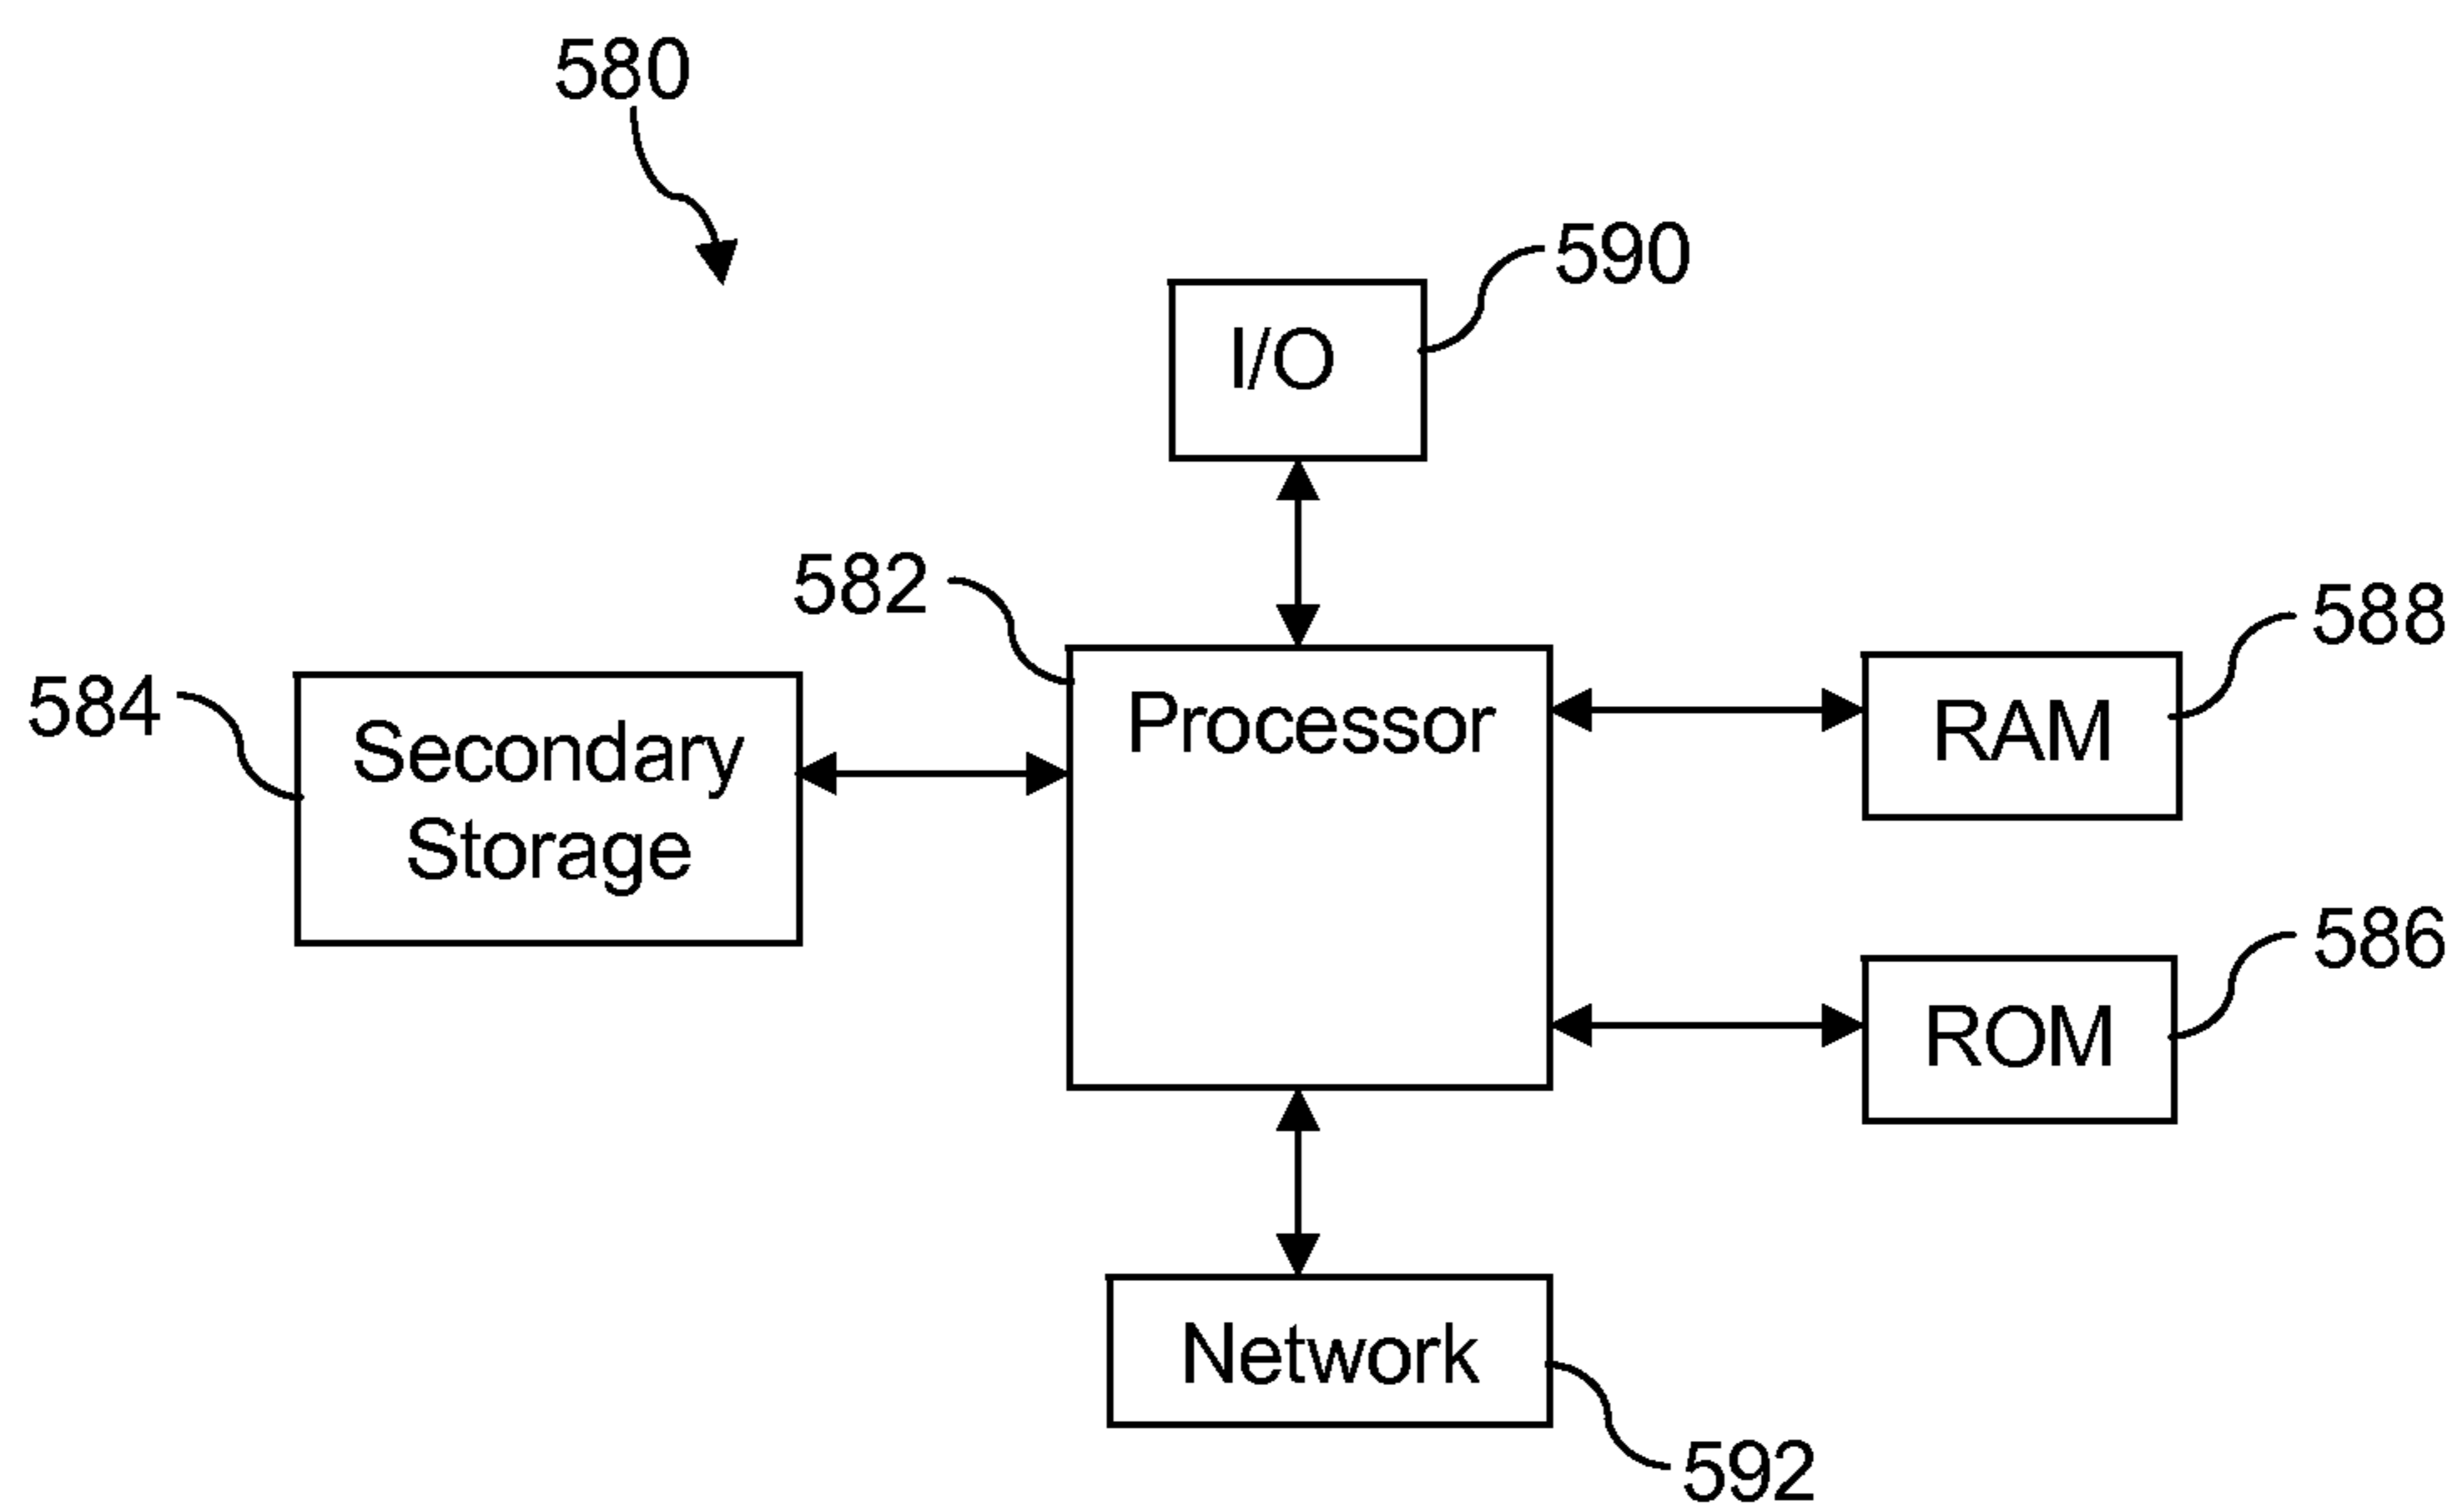 580
590
I/O
582
588
584
Processor
RAM
Secondary
Storage
586
ROM
Network
592